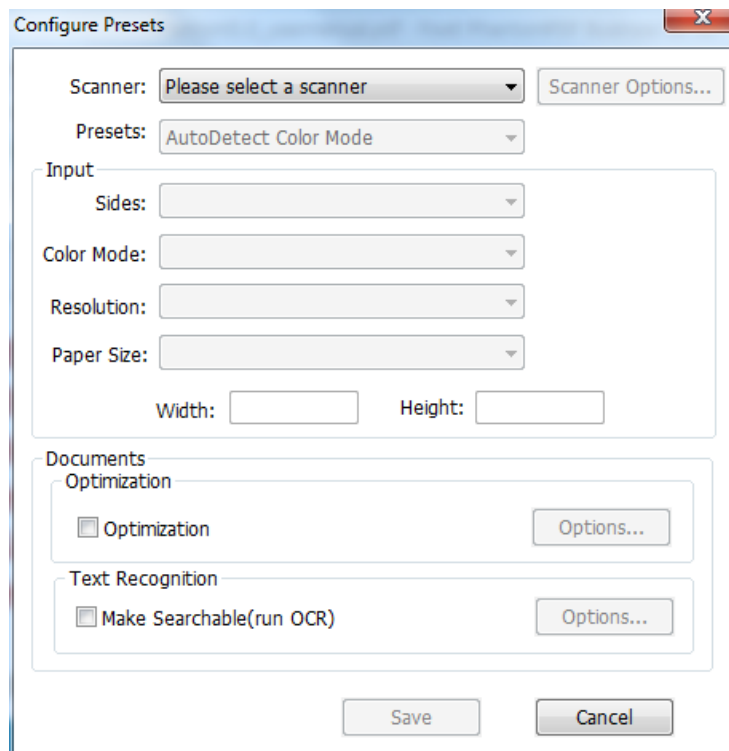 Configure Presets
X
Scanner: Please select a scanner Scanner Options...
Presets: AutoDetect Color Mode
Input
Sides:
Color Mode:
Resolution:
Paper Size:
Width: Height:
Documents
Optimization
Optimization Options...
Text Recognition
Make Searchable(run OCR) Options...
Save Cancel